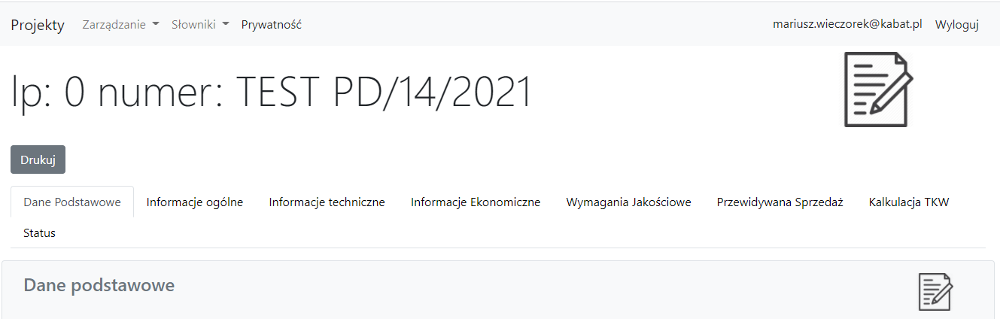 Projekty Zarządzanie Słowniki Prywatność mariusz.wieczorek@kabat.pl Wyloguj
lp: 0 numer: TEST PD/14/2021
Drukuj
Dane Podstawowe Informacje ogólne Informacje techniczne Informacje Ekonomiczne Wymagania Jakościowe Przewidywana Sprzedaż Kalkulacja TKW
Status
Dane podstawowe